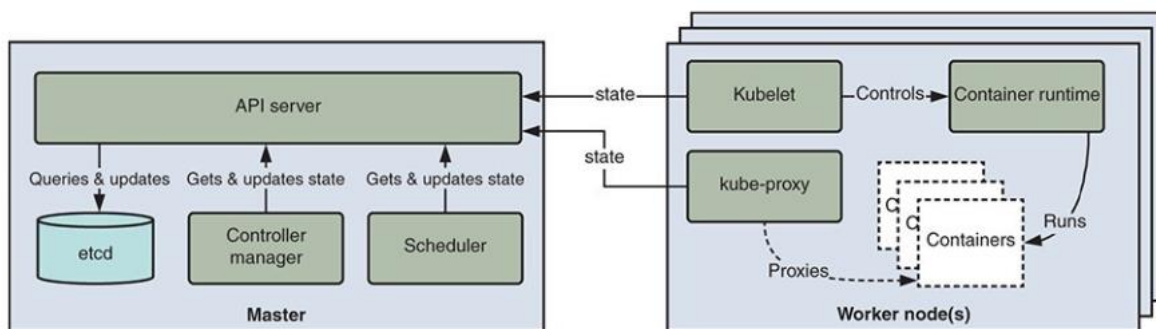 API server
Queries & updates
Gets & updates state
Gets & updates state
etcd
Controller
manager
Scheduler
Master
state
state
Kubelet
Controls
Container runtime
kube-proxy
C
C
Containers
Runs
Proxies
Worker node(s)